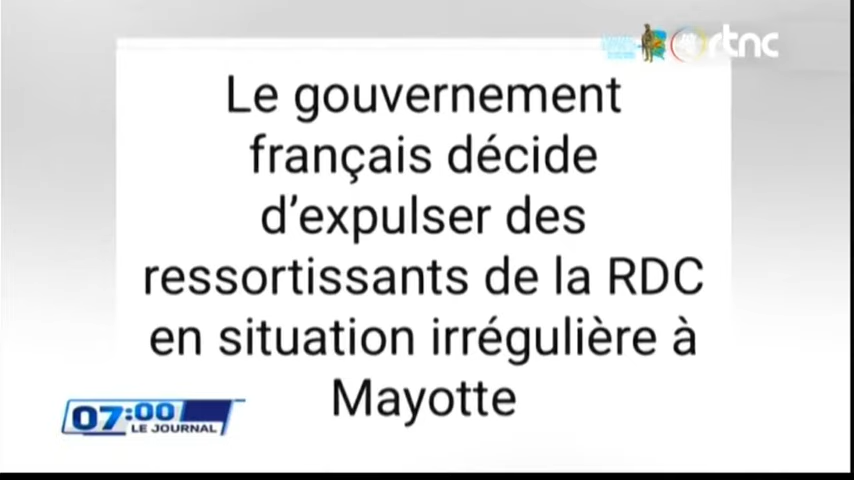 rtnc
Le gouvernement
français décide
d’expulser des
ressortissants de la RDC
en situation irrégulière à
Mayotte
07:00
LE JOURNAL